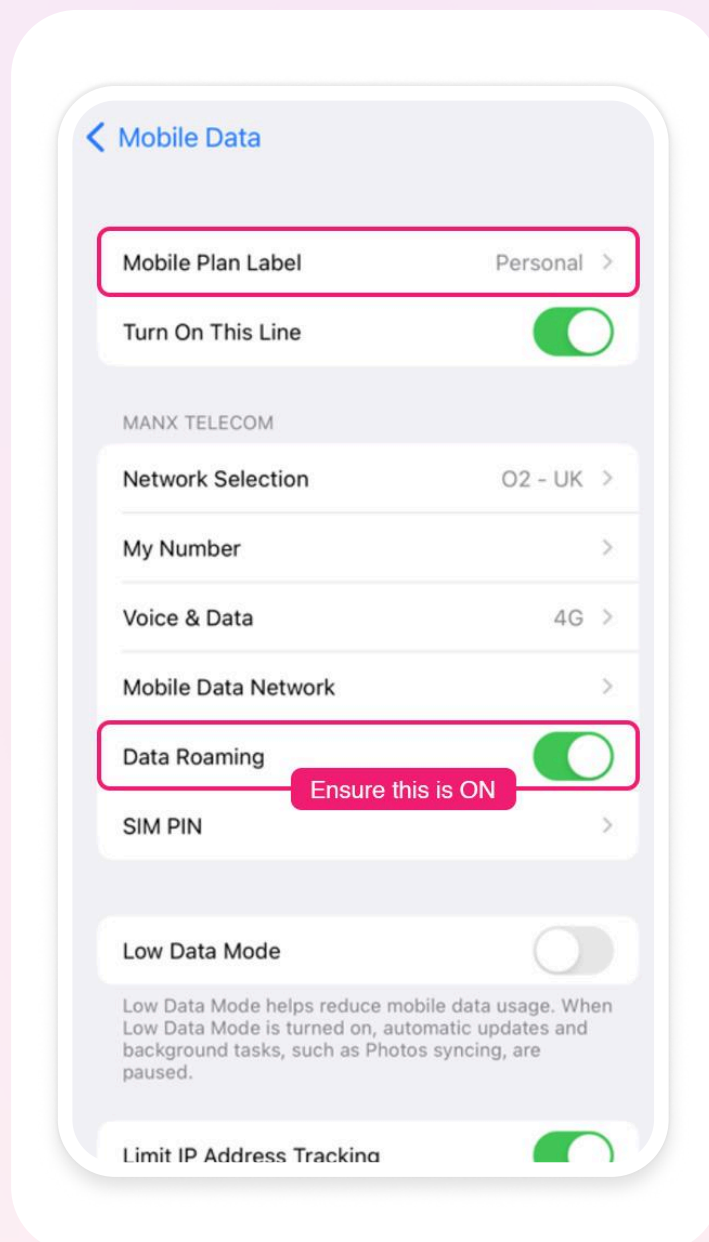 Mobile Data
Mobile Plan Label Personal
Turn On This Line
MANX TELECOM
Network Selection O2 - UK
My Number
Voice & Data 4G
Mobile Data Network
Data Roaming
Ensure this is ON
SIM PIN
Low Data Mode
Low Data Mode helps reduce mobile data usage. When
Low Data Mode is turned on, automatic updates and
background tasks, such as Photos syncing, are
paused.
Limit IP Address Tracking